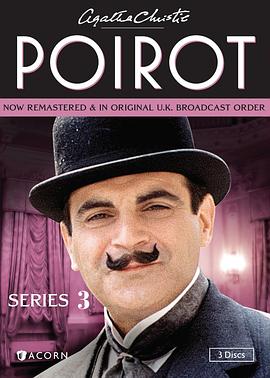 Agatha Christie
POIROT
NOW REMASTERED & IN ORIGINAL U.K. BROADCAST ORDER
SERIES 3
ACORN
3 Discs